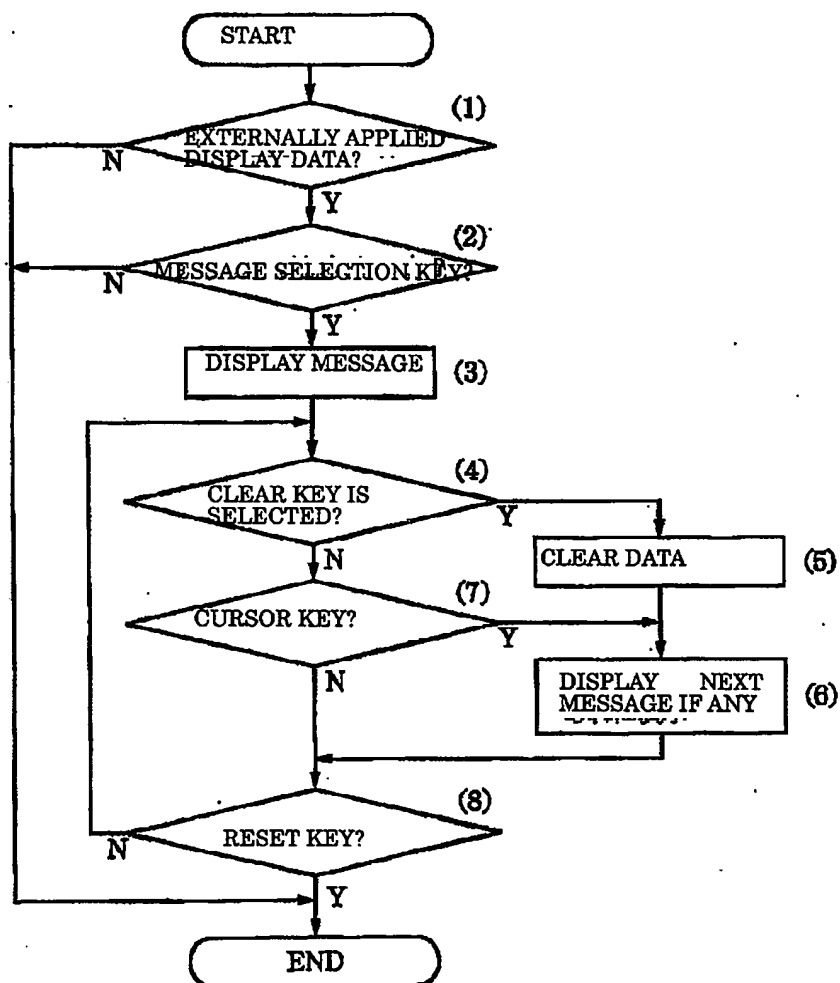 START
(1)
EXTERNALLY APPLIED
DISPLAY DATA?
N
Y
(2)
MESSAGE SELECTION KEY?
N
Y
DISPLAY MESSAGE
(3)
(4)
CLEAR KEY IS
SELECTED?
Y
N
CLEAR DATA
(5)
(7)
CURSOR KEY?
Y
N
DISPLAY NEXT
MESSAGE IF ANY
(6)
(8)
RESET KEY?
N
Y
END